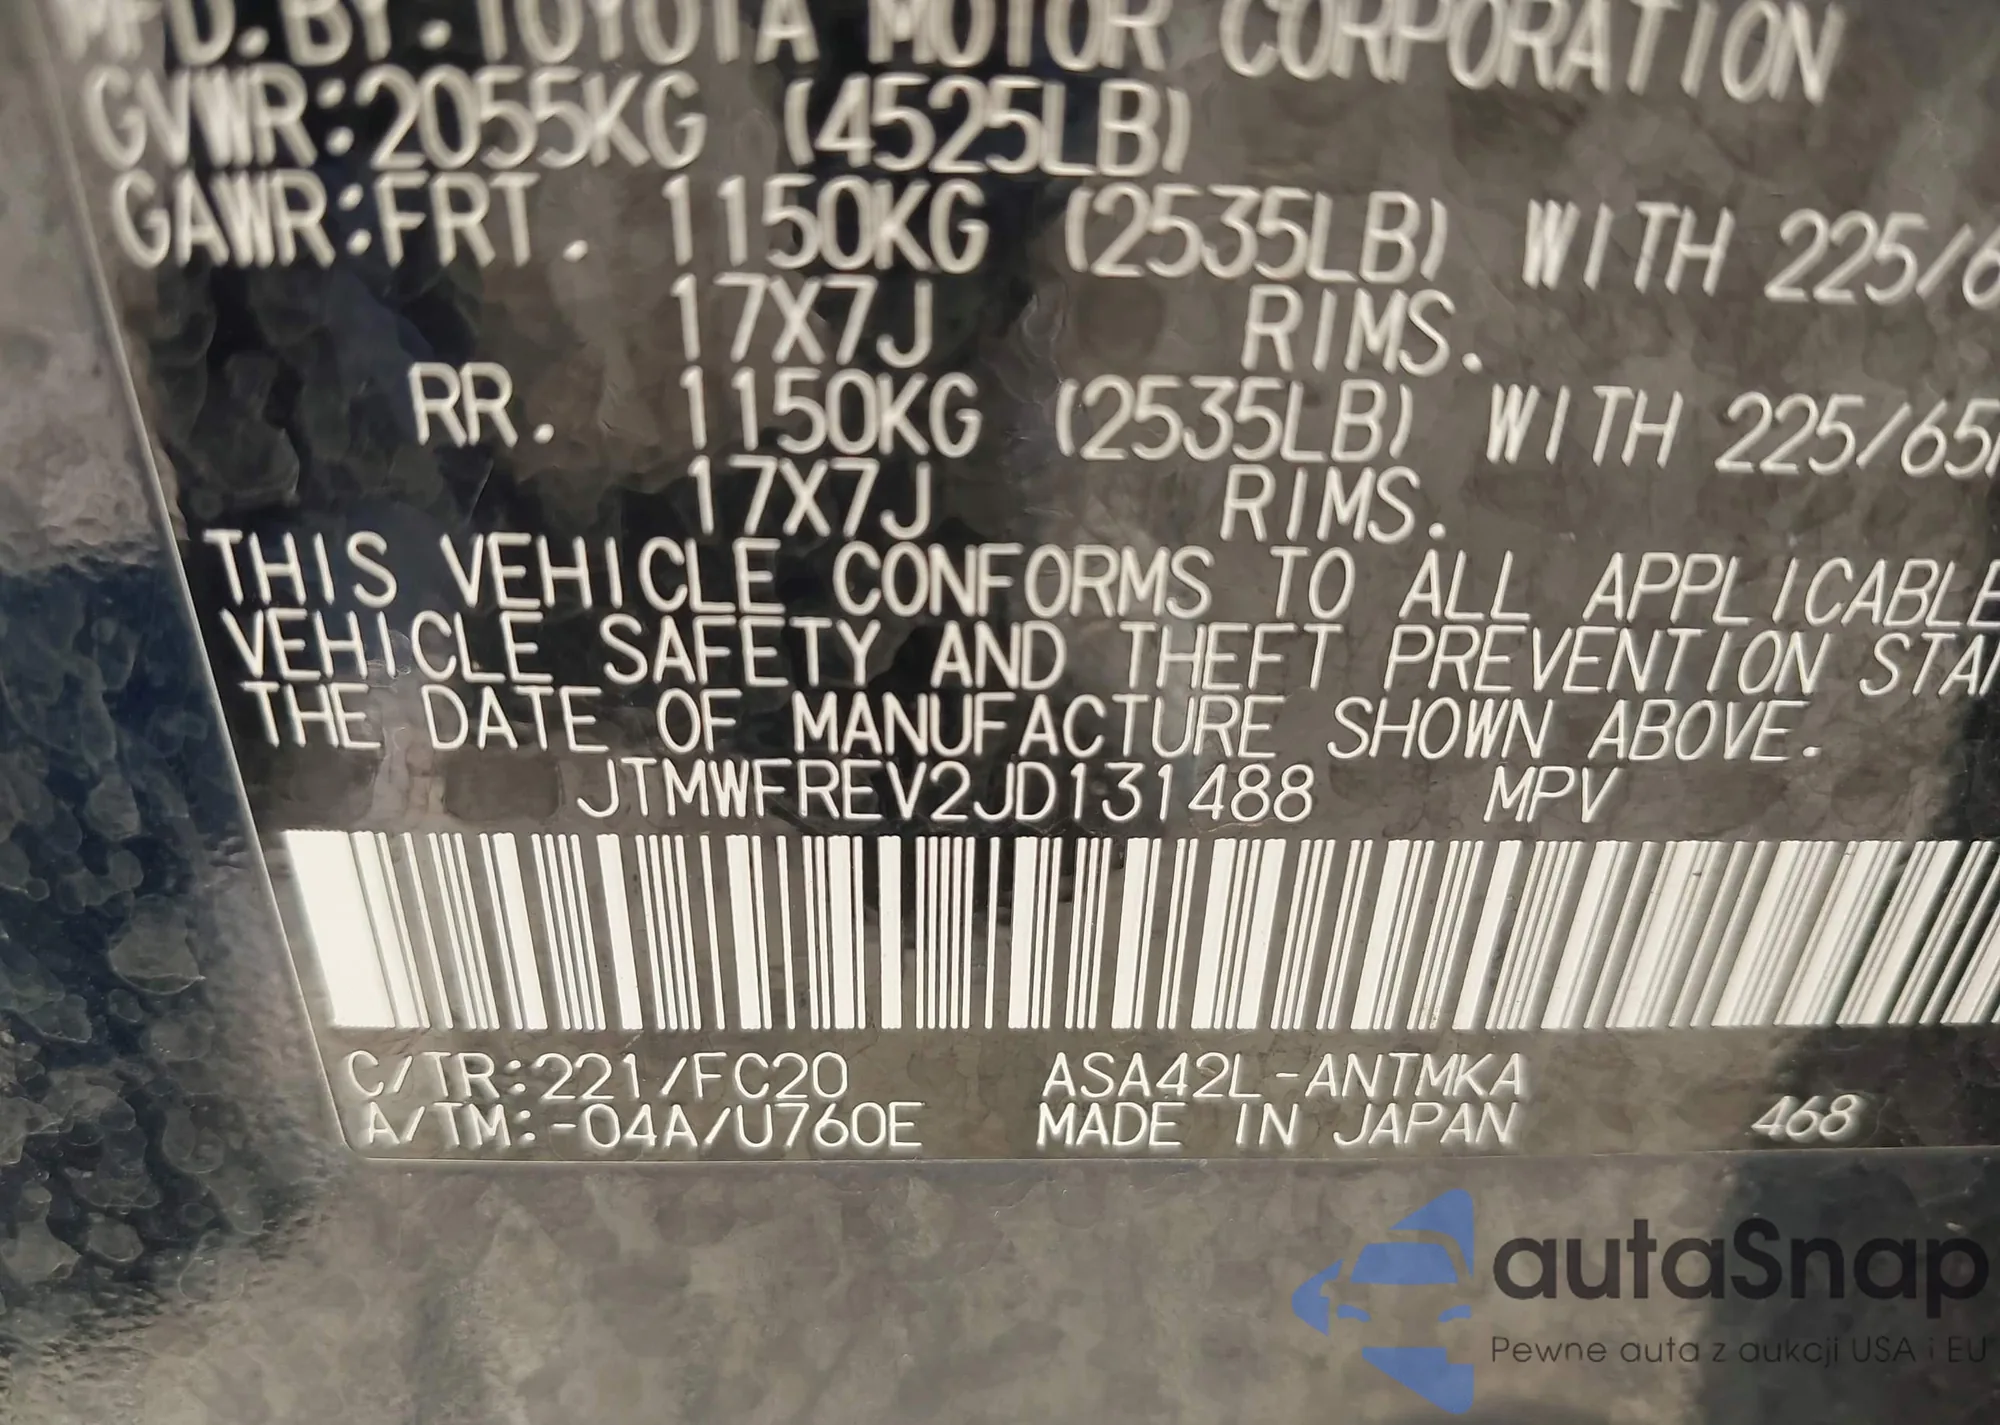 MFD.BY.TOYOTA MOTOR CORPORATION
GVWR:2055KG (4525LB)
GAWR:FRT. 1150KG (2535LB) WITH 225/6
17X7J RIMS.
RR. 1150KG (2535LB) WITH 225/65
17X7J RIMS.
THIS VEHICLE CONFORMS TO ALL APPLICABLE
VEHICLE SAFETY AND THEFT PREVENTION STA
THE DATE OF MANUFACTURE SHOWN ABOVE.
JTMWFREV2JD131488 MPV
C/TR:221/FC20 ASA42L-ANTMKA
A/TM:-04A/U760E MADE IN JAPAN 468
autaSnap
Pewne auta z aukcji USA i EU